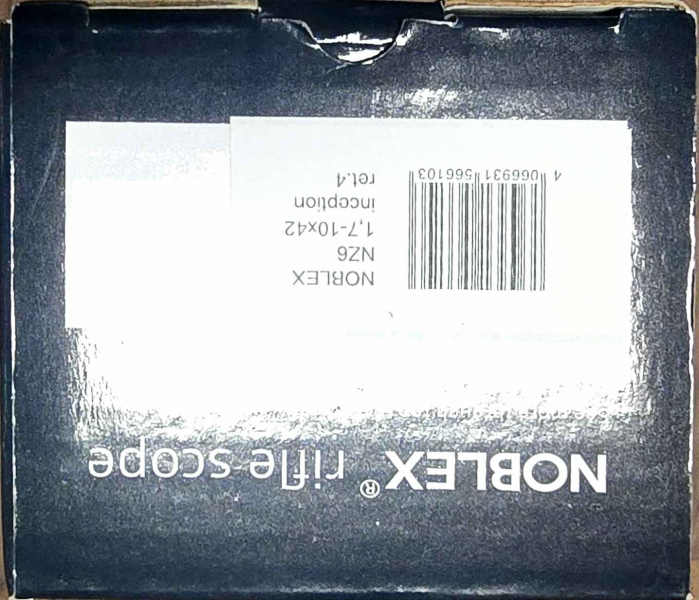 NOBLEX® rifle scope
NOBLEX
NZ6
1,7-10x42
inception
ret.4
4 066931 566103